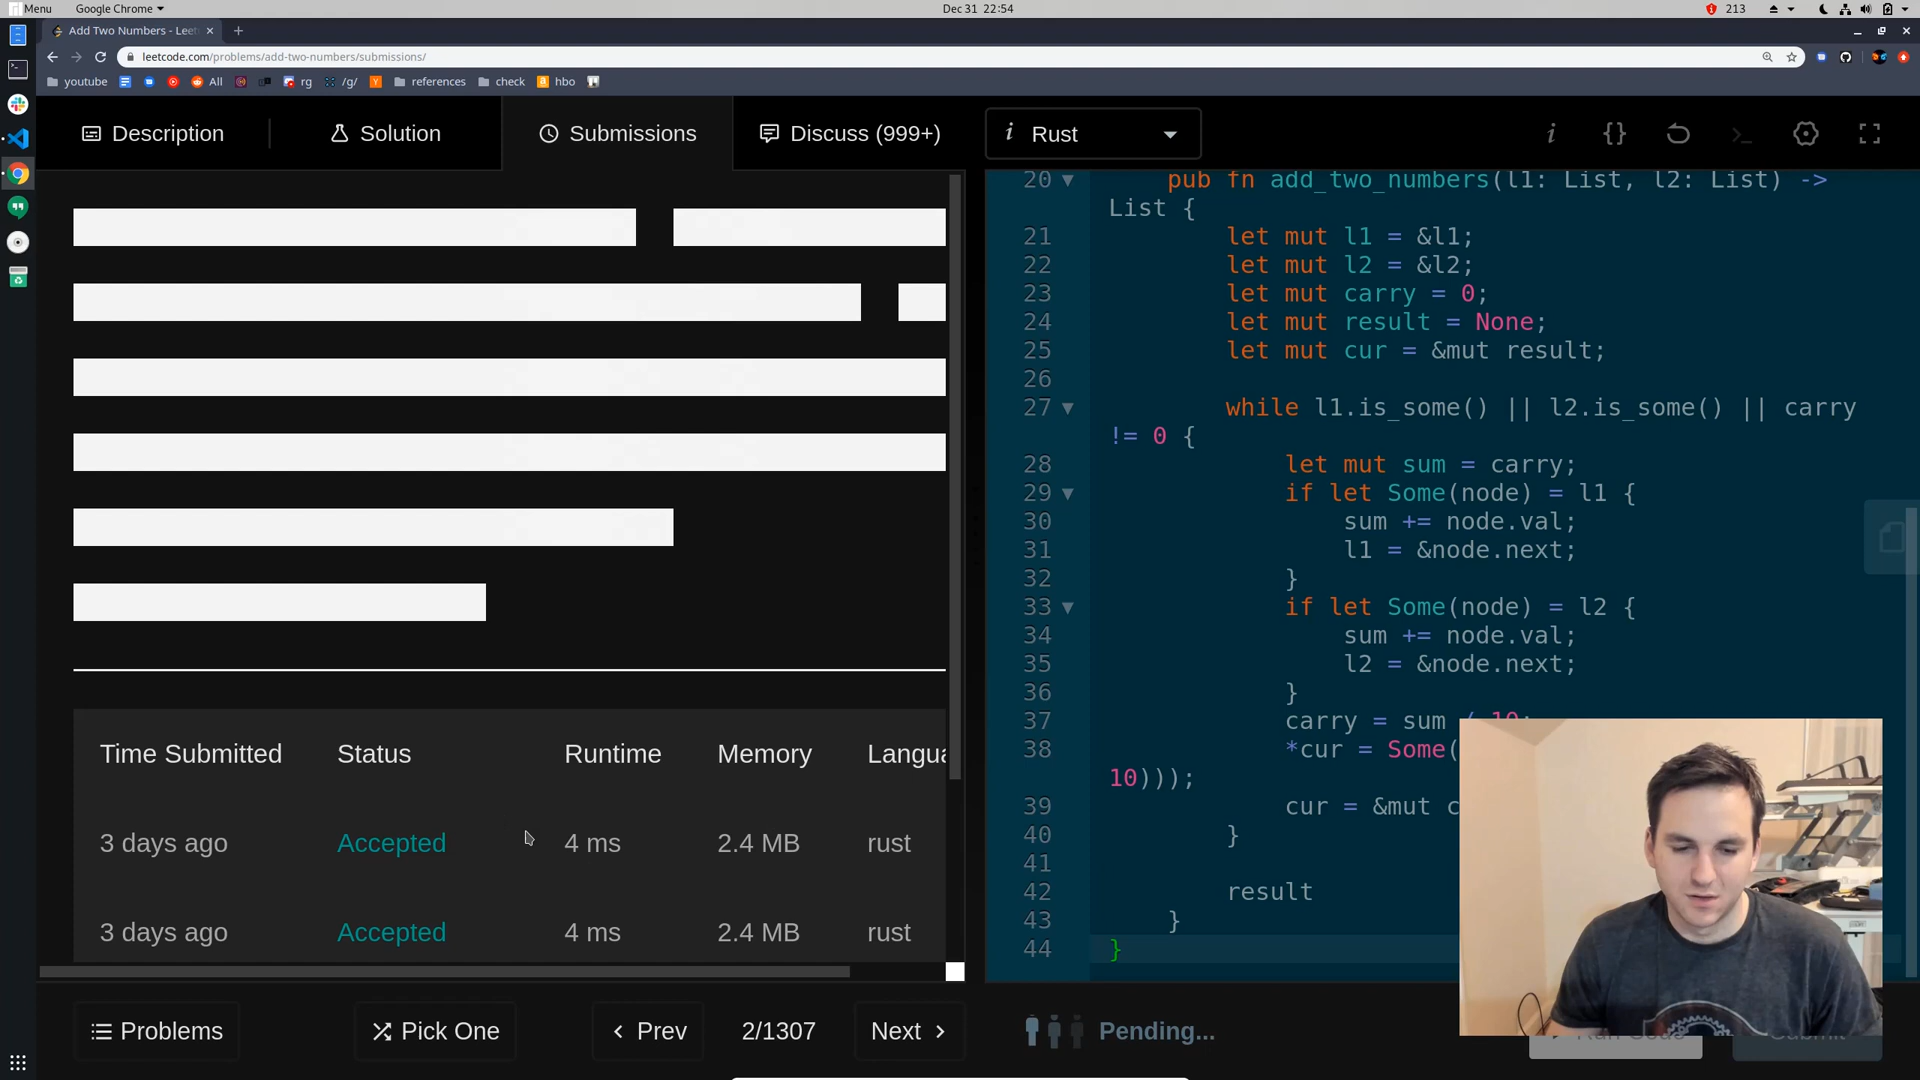 Menu Google Chrome Dec 31 22:54 213
Add Two Numbers - Leet
leetcode.com/problems/add-two-numbers/submissions/
youtube All rg /g/ references check hbo
Description Solution Submissions Discuss (999+) i Rust i {}
20 pub fn add_two_numbers(l1: List, l2: List) ->
List {
21 let mut l1 = &l1;
22 let mut l2 = &l2;
23 let mut carry = 0;
24 let mut result = None;
25 let mut cur = &mut result;
26
27 while l1.is_some() || l2.is_some() || carry
!= 0 {
28 let mut sum = carry;
29 if let Some(node) = l1 {
30 sum += node.val;
31 l1 = &node.next;
32 }
33 if let Some(node) = l2 {
34 sum += node.val;
35 l2 = &node.next;
36 }
37 carry = sum / 10;
38 *cur = Some(
10)));
39 cur = &mut
40 }
41
42 result
43 }
44 }
Time Submitted Status Runtime Memory
3 days ago Accepted 4 ms 2.4 MB rust
3 days ago Accepted 4 ms 2.4 MB rust
Problems Pick One Prev 2/1307 Next Pending...